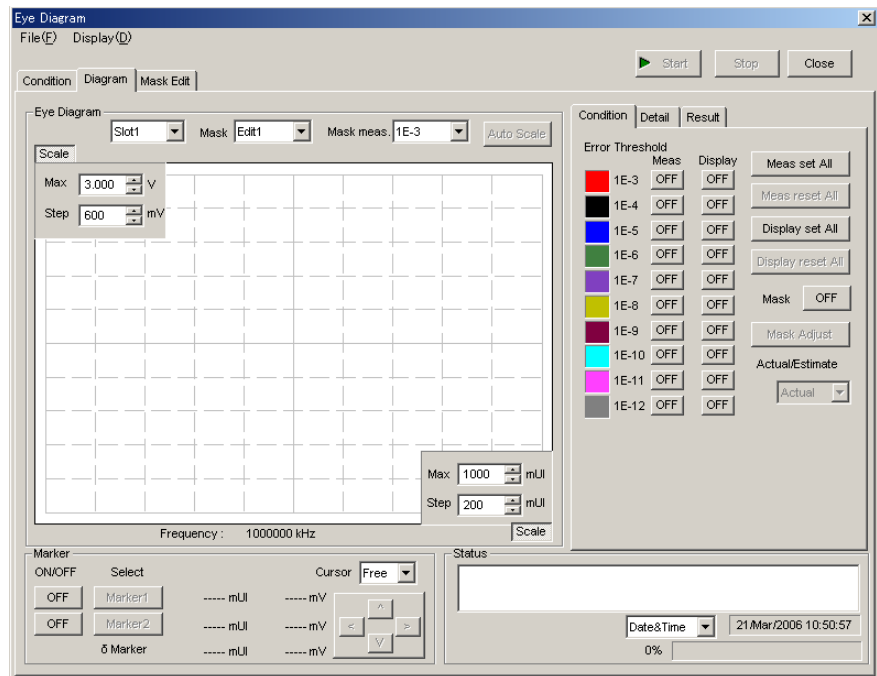 Eye Diagram
File(F) Display(D)
Start Stop Close
Condition Diagram Mask Edit
Eye Diagram
Slot1 Mask Edit1 Mask meas. 1E-3 Auto Scale
Scale
Max 3.000 V
Step 600 mV
Max 1000 mUI
Step 200 mUI
Frequency : 1000000 kHz
Scale
Condition Detail Result
Error Threshold
Meas Display
1E-3 OFF OFF
1E-4 OFF OFF
1E-5 OFF OFF
1E-6 OFF OFF
1E-7 OFF OFF
1E-8 OFF OFF
1E-9 OFF OFF
1E-10 OFF OFF
1E-11 OFF OFF
1E-12 OFF OFF
Meas set All
Meas reset All
Display set All
Display reset All
Mask OFF
Mask Adjust
Actual/Estimate
Actual
Marker
ON/OFF Select Cursor Free
OFF Marker1 ----- mUI ----- mV
OFF Marker2 ----- mUI ----- mV
δ Marker ----- mUI ----- mV
^
< >
V
Status
Date&Time 21/Mar/2006 10:50:57
0%